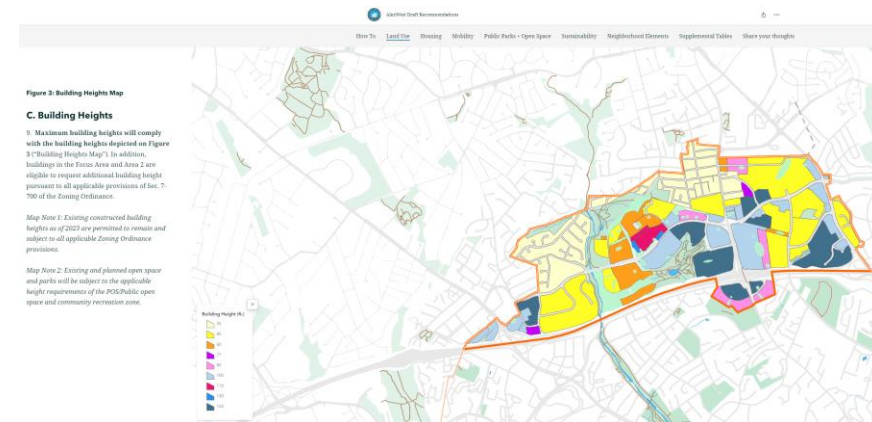 AlexWest Draft Recommendations
How To Land Use Housing Mobility Public Parks + Open Space Sustainability Neighborhood Elements Supplemental Tables Share your thoughts
Figure 3: Building Heights Map
C. Building Heights
9. Maximum building heights will comply
with the building heights depicted on Figure
3 ("Building Heights Map"). In addition,
buildings in the Focus Area and Area 2 are
eligible to request additional building height
pursuant to all applicable provisions of Sec. 7-
700 of the Zoning Ordinance.
Map Note 1: Existing constructed building
heights as of 2023 are permitted to remain and
subject to all applicable Zoning Ordinance
provisions.
Map Note 2: Existing and planned open space
and parks will be subject to the applicable
height requirements of the POS/Public open
space and community recreation zone.
Building Height (ft.)
100